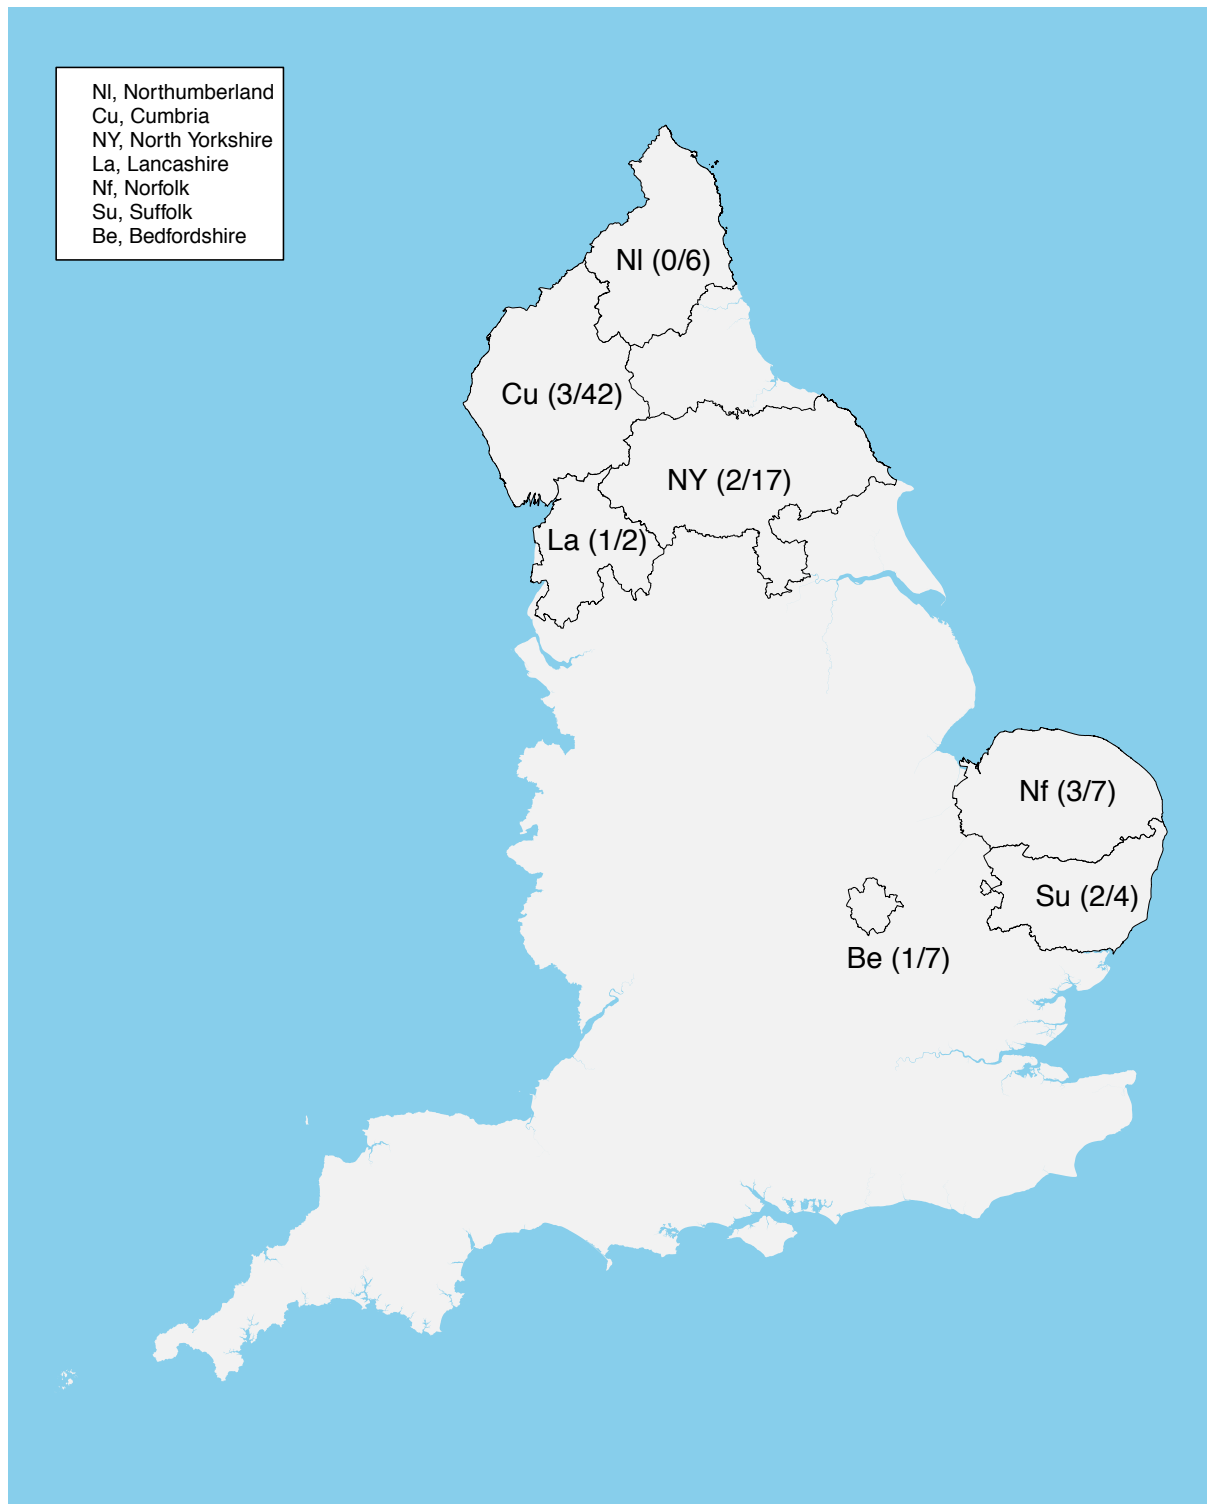 Nl, Northumberland
Cu, Cumbria
NY, North Yorkshire
La, Lancashire
Nf, Norfolk
Su, Suffolk
Be, Bedfordshire
Nl (0/6)
Cu (3/42)
NY (2/17)
La (1/2)
Nf (3/7)
Su (2/4)
Be (1/7)